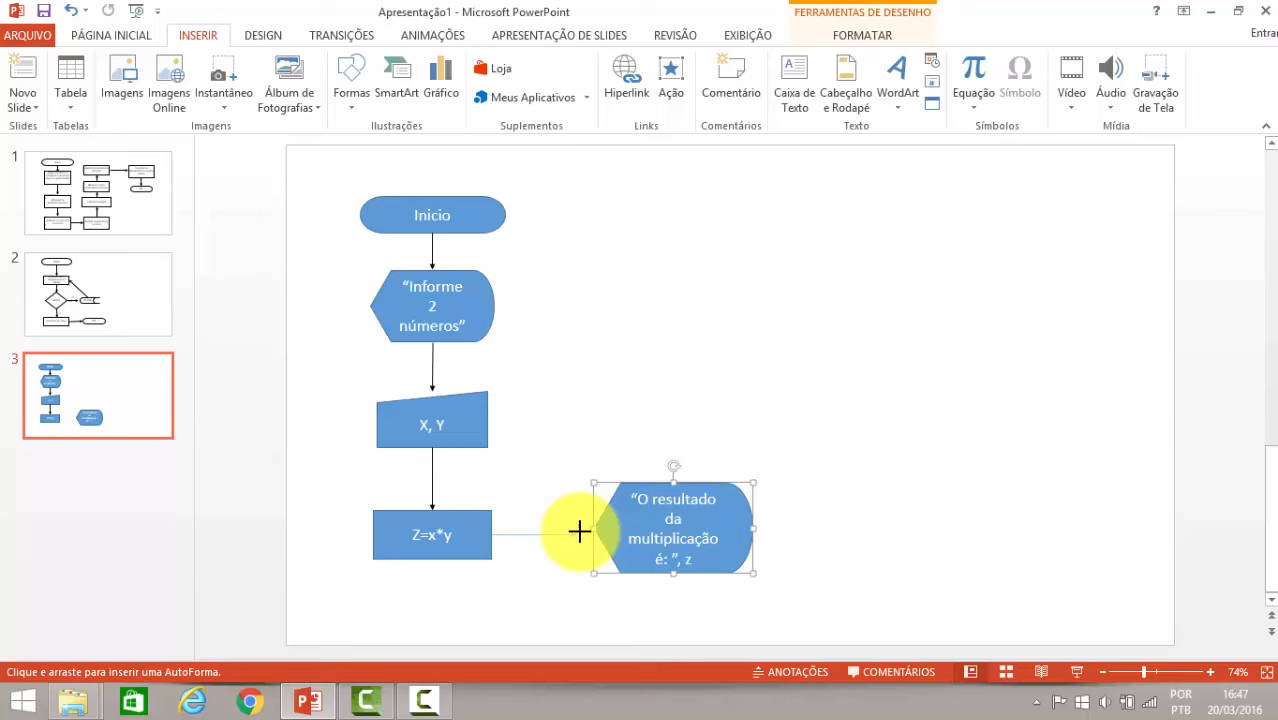 Apresentação1 - Microsoft PowerPoint
FERRAMENTAS DE DESENHO
ARQUIVO PÁGINA INICIAL INSERIR DESIGN TRANSIÇÕES ANIMAÇÕES APRESENTAÇÃO DE SLIDES REVISÃO EXIBIÇÃO FORMATAR Entrar
Novo Slide Tabela Imagens Imagens Online Instantâneo Álbum de Fotografias Formas SmartArt Gráfico Loja Meus Aplicativos Hiperlink Ação Comentário Caixa de Texto Cabeçalho e Rodapé WordArt Equação Símbolo Vídeo Áudio Gravação de Tela
Slides Tabelas Imagens Ilustrações Suplementos Links Comentários Texto Símbolos Mídia
1
2
3
Inicio
“Informe
2
números”
X, Y
Z=x*y
“O resultado
da
multiplicação
é: ”, z
Clique e arraste para inserir uma AutoForma. ANOTAÇÕES COMENTÁRIOS 74%
POR 16:47
PTB 20/03/2016